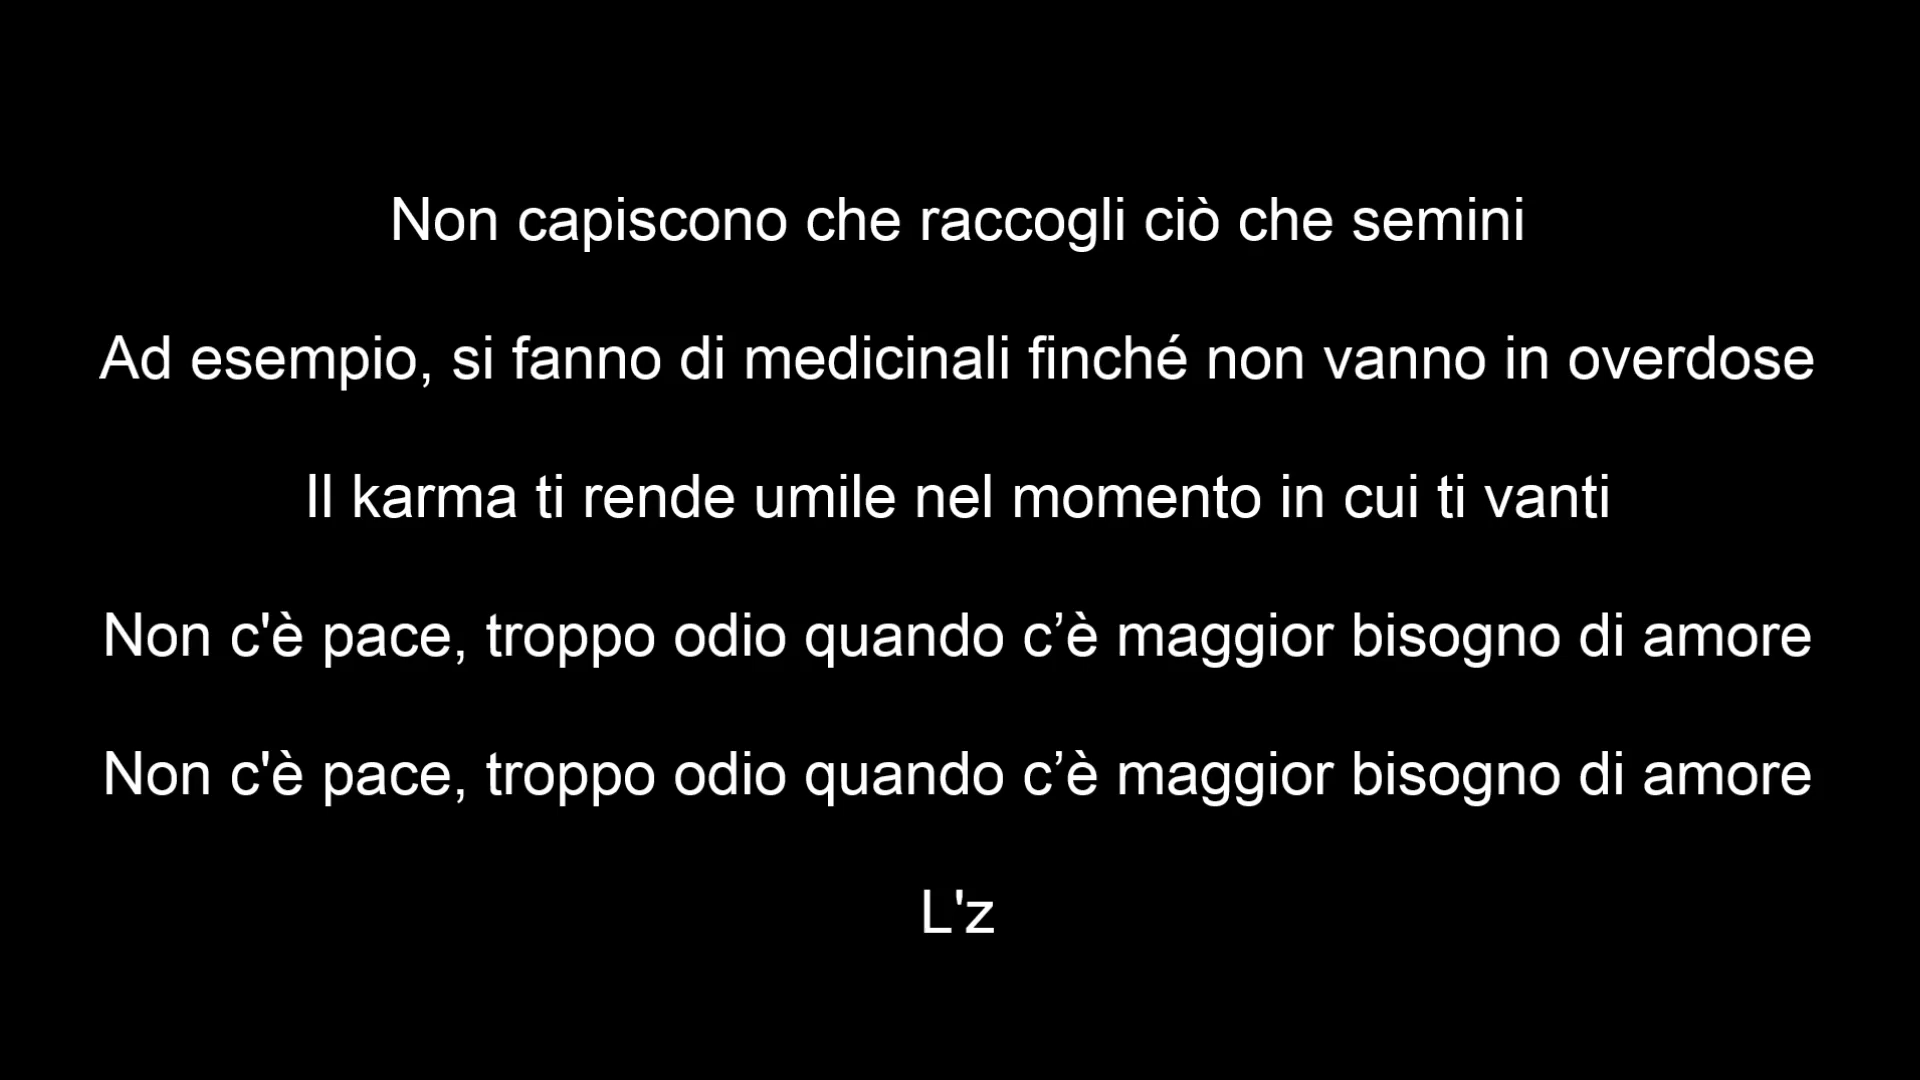 Non capiscono che raccogli ciò che semini
Ad esempio, si fanno di medicinali finché non vanno in overdose
Il karma ti rende umile nel momento in cui ti vanti
Non c'è pace, troppo odio quando c’è maggior bisogno di amore
Non c'è pace, troppo odio quando c’è maggior bisogno di amore
L'z